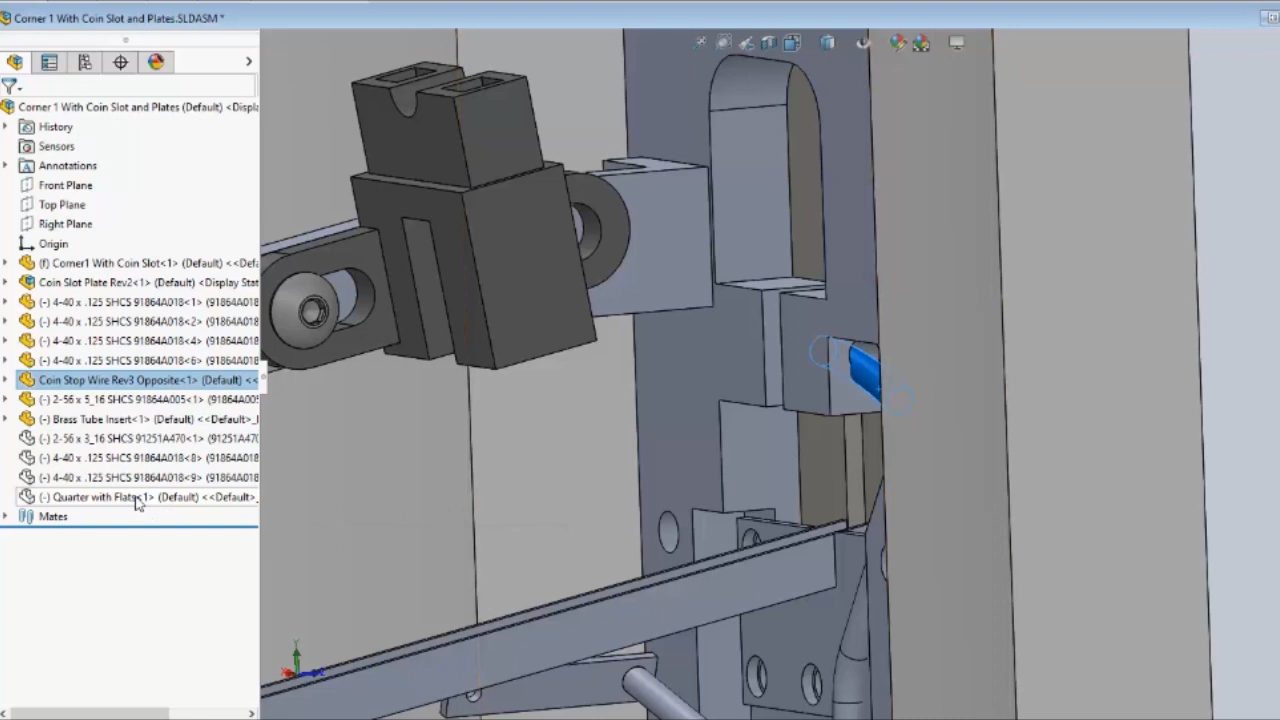 Corner 1 With Coin Slot and Plates.SLDASM *
Corner 1 With Coin Slot and Plates (Default) <Displa
History
Sensors
Annotations
Front Plane
Top Plane
Right Plane
Origin
(f) Corner1 With Coin Slot<1> (Default) <<Defa
Coin Slot Plate Rev2<1> (Default) <Display Stat
(-) 4-40 x .125 SHCS 91864A018<1> (91864A018
(-) 4-40 x .125 SHCS 91864A018<2> (91864A018
(-) 4-40 x .125 SHCS 91864A018<4> (91864A018
(-) 4-40 x .125 SHCS 91864A018<6> (91864A018
Coin Stop Wire Rev3 Opposite<1> (Default) <<
(-) 2-56 x 5_16 SHCS 91864A005<1> (91864A005
(-) Brass Tube Insert<1> (Default) <<Default>_
(-) 2-56 x 3_16 SHCS 91251A470<1> (91251A470
(-) 4-40 x .125 SHCS 91864A018<8> (91864A018
(-) 4-40 x .125 SHCS 91864A018<9> (91864A018
(-) Quarter with Flats<1> (Default) <<Default>_
Mates